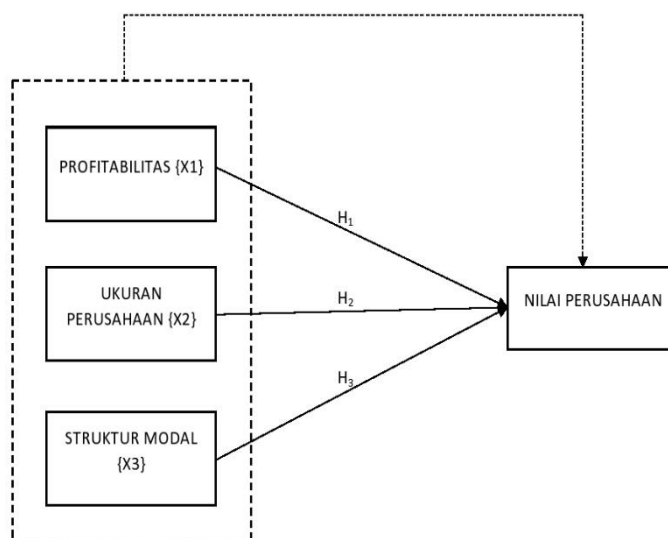 PROFITABILITAS {X1}
H₁
UKURAN
PERUSAHAAN {X2}
H₂
NILAI PERUSAHAAN
H₃
STRUKTUR MODAL
{X3}